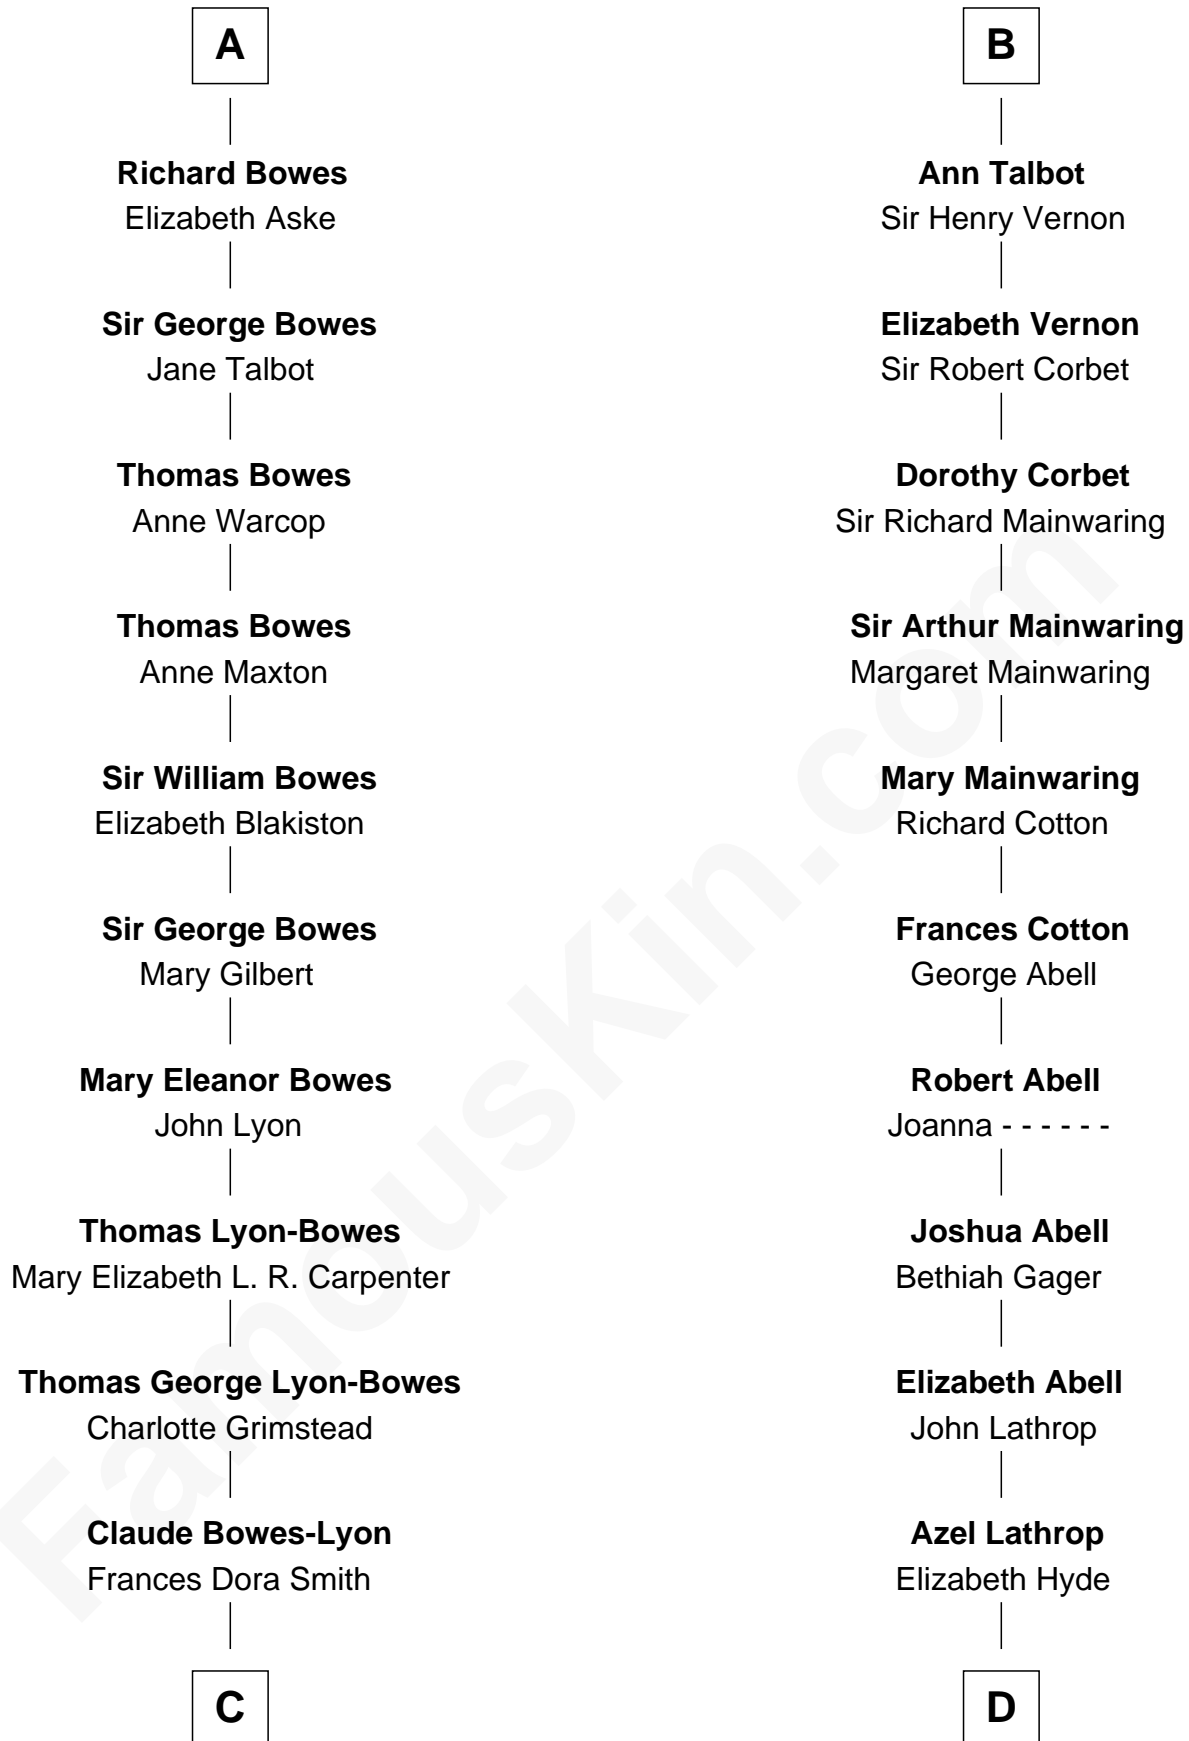 A
Richard Bowes
Elizabeth Aske
Sir George Bowes
Jane Talbot
Thomas Bowes
Anne Warcop
Thomas Bowes
Anne Maxton
Sir William Bowes
Elizabeth Blakiston
Sir George Bowes
Mary Gilbert
Mary Eleanor Bowes
John Lyon
Thomas Lyon-Bowes
Mary Elizabeth L. R. Carpenter
Thomas George Lyon-Bowes
Charlotte Grimstead
Claude Bowes-Lyon
Frances Dora Smith
C
B
Ann Talbot
Sir Henry Vernon
Elizabeth Vernon
Sir Robert Corbet
Dorothy Corbet
Sir Richard Mainwaring
Sir Arthur Mainwaring
Margaret Mainwaring
Mary Mainwaring
Richard Cotton
Frances Cotton
George Abell
Robert Abell
Joanna - - - - - -
Joshua Abell
Bethiah Gager
Elizabeth Abell
John Lathrop
Azel Lathrop
Elizabeth Hyde
D
FamousKin.com